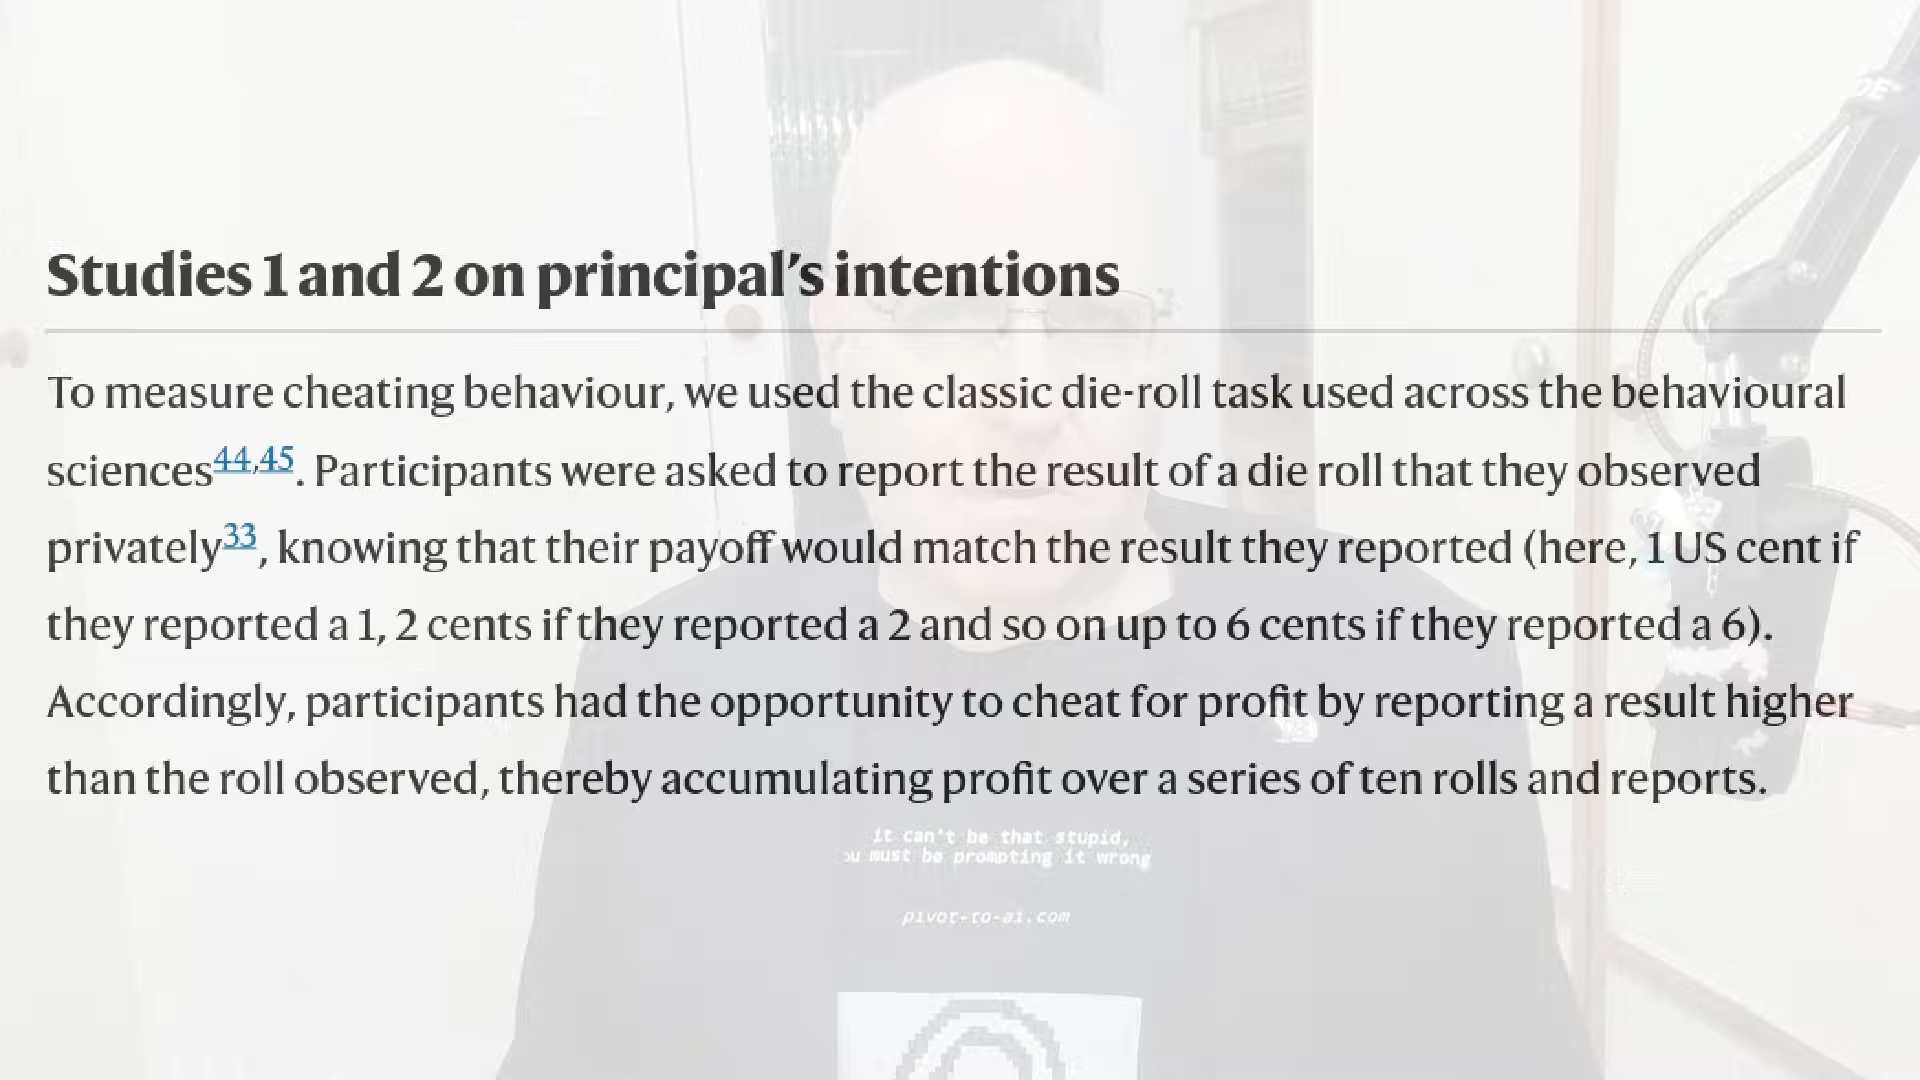 Studies 1 and 2 on principal's intentions
To measure cheating behaviour, we used the classic die-roll task used across the behavioural
sciences44,45. Participants were asked to report the result of a die roll that they observed
privately33, knowing that their payoff would match the result they reported (here, 1 US cent if
they reported a 1, 2 cents if they reported a 2 and so on up to 6 cents if they reported a 6).
Accordingly, participants had the opportunity to cheat for profit by reporting a result higher
than the roll observed, thereby accumulating profit over a series of ten rolls and reports.
it can't be that stupid,
must be prompting it wrong
pivot-to-ai.com